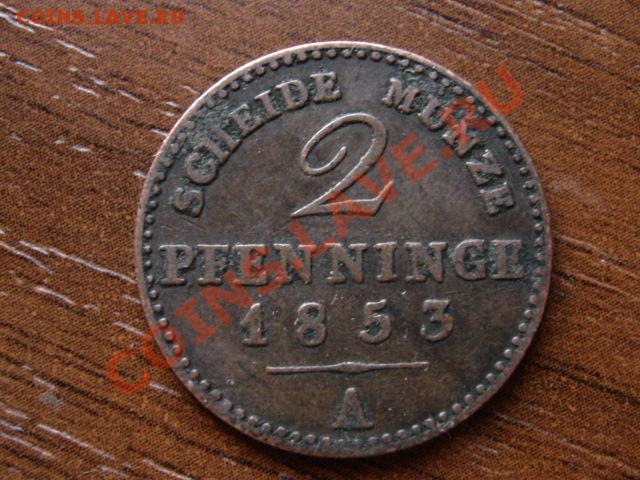 COINS.LAVE.RU
SCHEIDE MÜNZE
2
PFENNINGE
1853
A
COINS.LAVE.RU